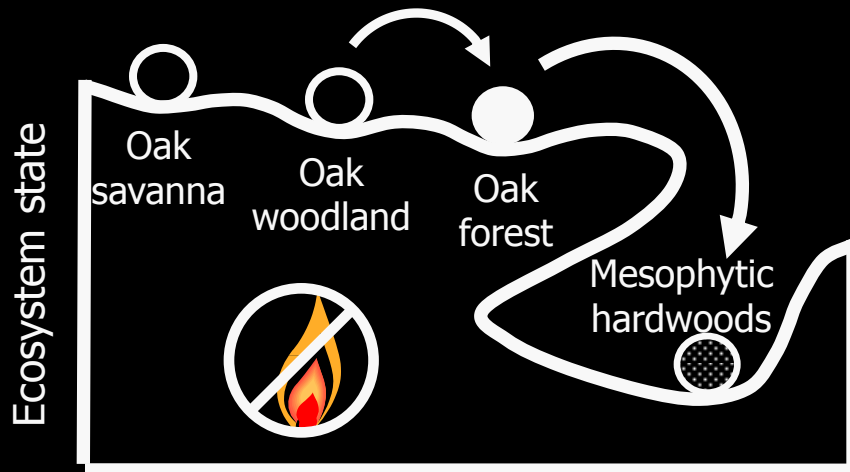 Ecosystem state
Oak
savanna
Oak
woodland
Oak
forest
Mesophytic
hardwoods